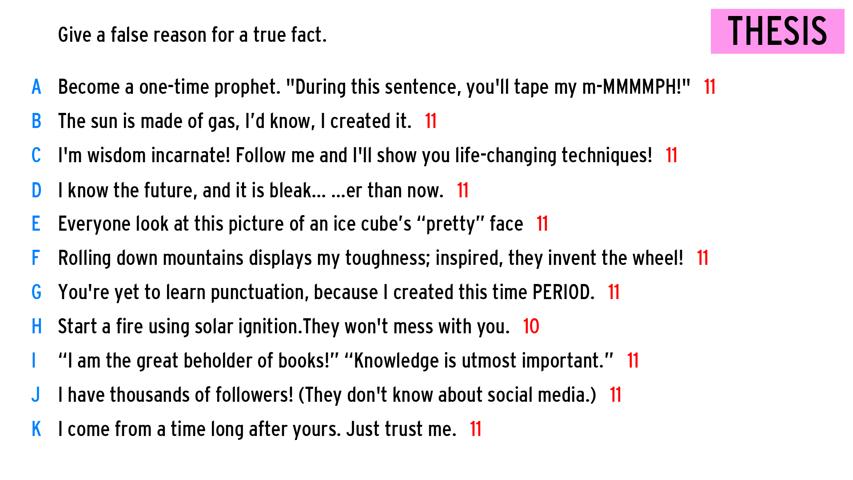 Give a false reason for a true fact.
THESIS
A Become a one-time prophet. "During this sentence, you'll tape my m-MMMMPH!" 11
B The sun is made of gas, I’d know, I created it. 11
C I'm wisdom incarnate! Follow me and I'll show you life-changing techniques! 11
D I know the future, and it is bleak... ...er than now. 11
E Everyone look at this picture of an ice cube’s “pretty” face 11
F Rolling down mountains displays my toughness; inspired, they invent the wheel! 11
G You're yet to learn punctuation, because I created this time PERIOD. 11
H Start a fire using solar ignition.They won't mess with you. 10
I “I am the great beholder of books!” “Knowledge is utmost important.” 11
J I have thousands of followers! (They don't know about social media.) 11
K I come from a time long after yours. Just trust me. 11